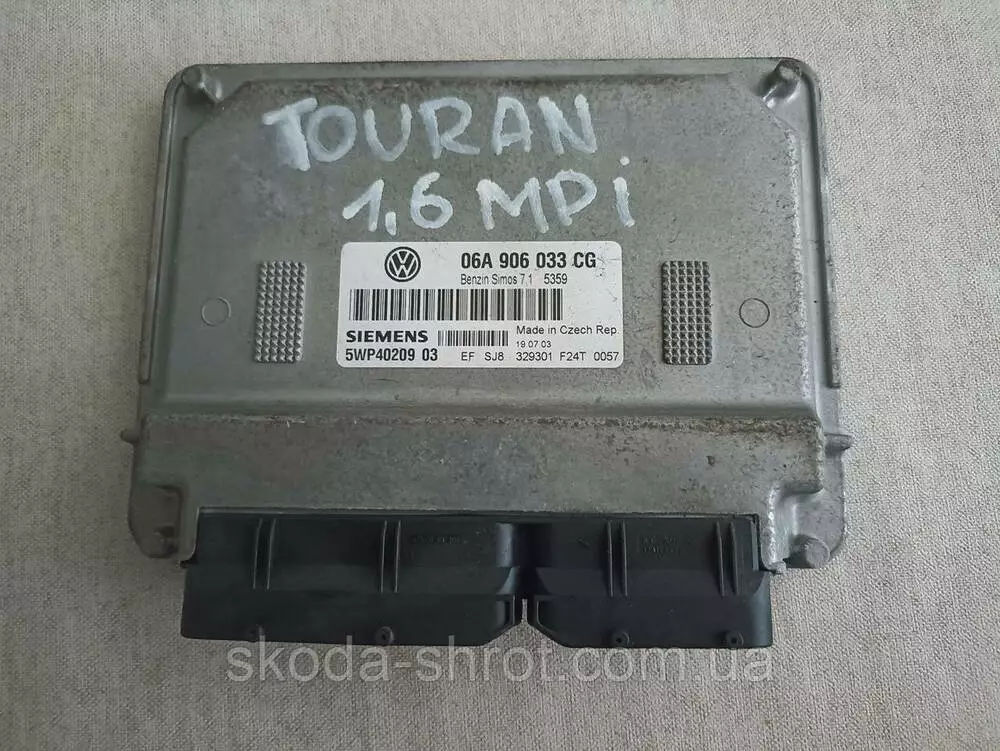 TOURAN
1,6 MPi
06A 906 033 CG
Benzin Simos 7.1 5359
SIEMENS
Made in Czech Rep.
19.07.03
5WP40209 03
EF SJ8 329301 F24T 0057
skoda-shrot.com.ua